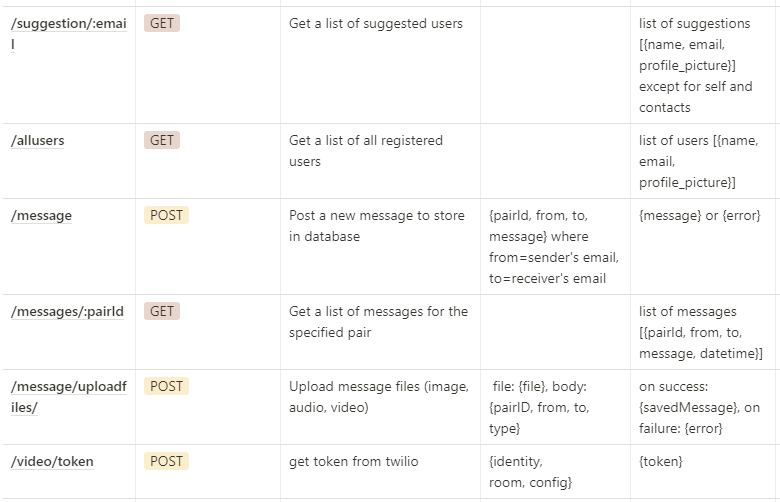 /suggestion/:emai
l
GET
Get a list of suggested users
list of suggestions
[{name, email,
profile_picture}]
except for self and
contacts
/allusers
GET
Get a list of all registered
users
list of users [{name,
email,
profile_picture}]
/message
POST
Post a new message to store
in database
{pairId, from, to,
message} where
from=sender's email,
to=receiver's email
{message} or {error}
/messages/:pairId
GET
Get a list of messages for the
specified pair
list of messages
[{pairId, from, to,
message, datetime}]
/message/uploadf
iles/
POST
Upload message files (image,
audio, video)
file: {file}, body:
{pairID, from, to,
type}
on success:
{savedMessage}, on
failure: {error}
/video/token
POST
get token from twilio
{identity,
room, config}
{token}